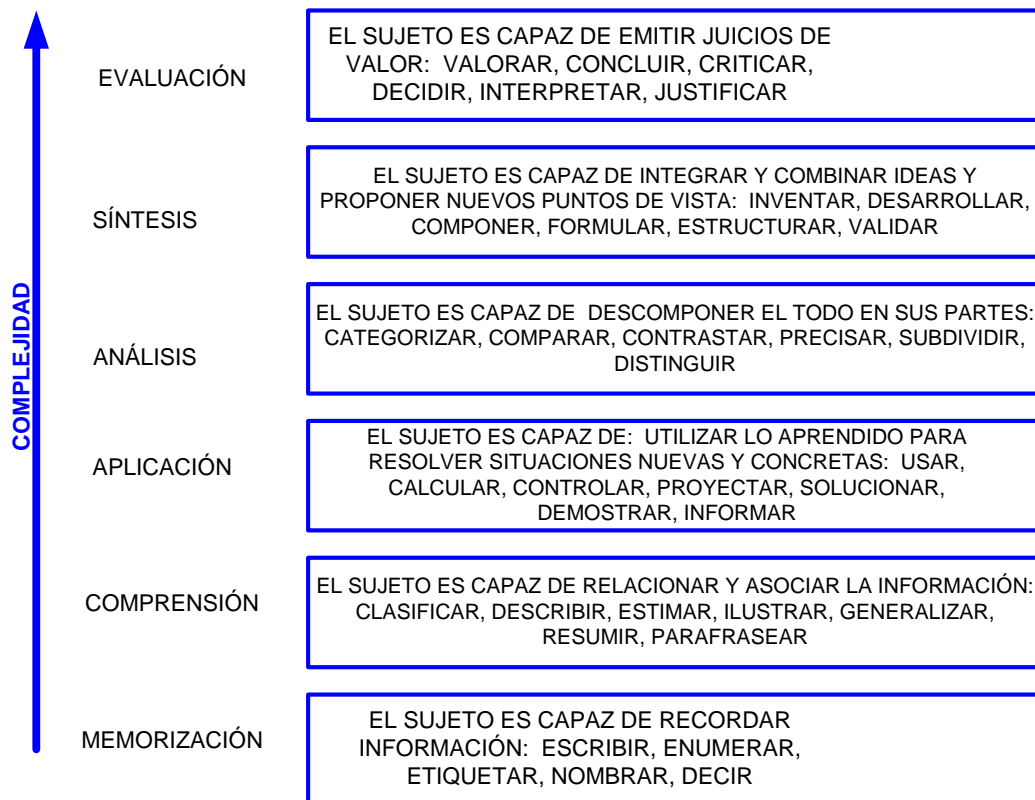 EVALUACIÓN
EL SUJETO ES CAPAZ DE EMITIR JUICIOS DE
VALOR: VALORAR, CONCLUIR, CRITICAR,
DECIDIR, INTERPRETAR, JUSTIFICAR
SÍNTESIS
EL SUJETO ES CAPAZ DE INTEGRAR Y COMBINAR IDEAS Y
PROPONER NUEVOS PUNTOS DE VISTA: INVENTAR, DESARROLLAR,
COMPONER, FORMULAR, ESTRUCTURAR, VALIDAR
COMPLEJIDAD
ANÁLISIS
EL SUJETO ES CAPAZ DE DESCOMPONER EL TODO EN SUS PARTES:
CATEGORIZAR, COMPARAR, CONTRASTAR, PRECISAR, SUBDIVIDIR,
DISTINGUIR
APLICACIÓN
EL SUJETO ES CAPAZ DE: UTILIZAR LO APRENDIDO PARA
RESOLVER SITUACIONES NUEVAS Y CONCRETAS: USAR,
CALCULAR, CONTROLAR, PROYECTAR, SOLUCIONAR,
DEMOSTRAR, INFORMAR
COMPRENSIÓN
EL SUJETO ES CAPAZ DE RELACIONAR Y ASOCIAR LA INFORMACIÓN:
CLASIFICAR, DESCRIBIR, ESTIMAR, ILUSTRAR, GENERALIZAR,
RESUMIR, PARAFRASEAR
MEMORIZACIÓN
EL SUJETO ES CAPAZ DE RECORDAR
INFORMACIÓN: ESCRIBIR, ENUMERAR,
ETIQUETAR, NOMBRAR, DECIR